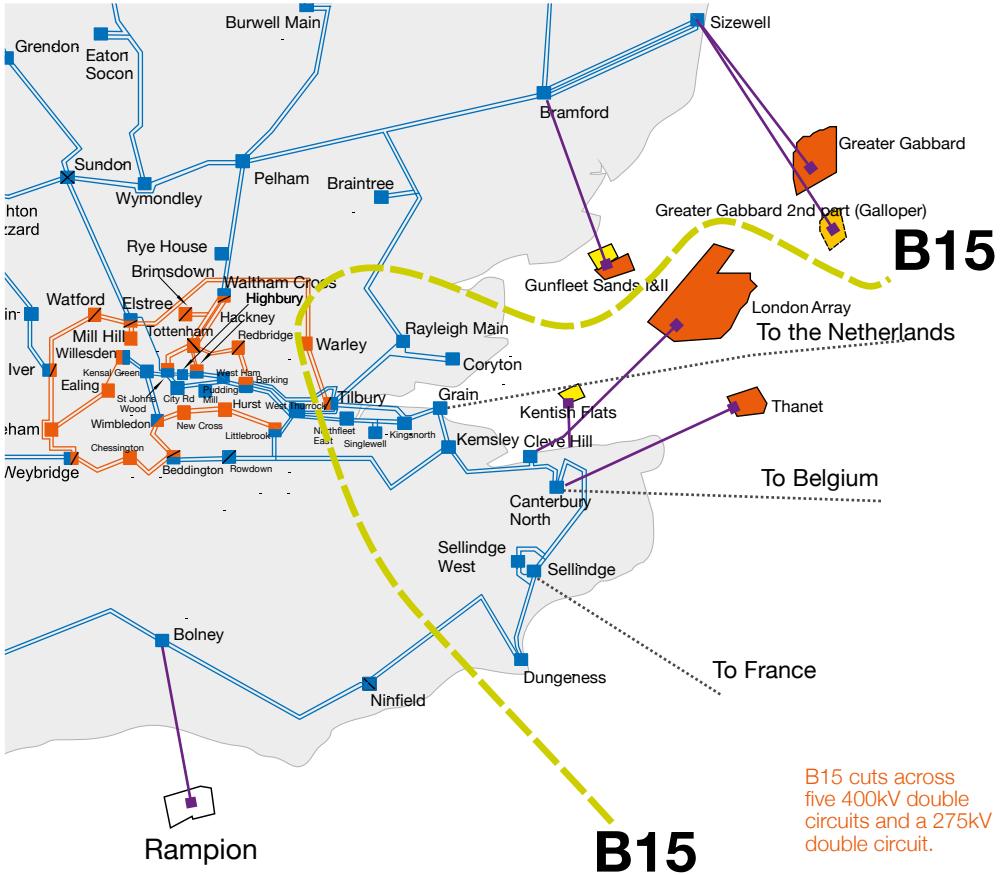 Burwell Main
Sizewell
Grendon
Eaton
Socon
Bramford
Greater Gabbard
Sundon
Pelham
Braintree
Wymondley
hton
zzard
Greater Gabbard 2nd part (Galloper)
B15
Rye House
Brimsdown
Gunfleet Sands I&II
Waltham Cross
Highbury
Watford
Elstree
Hackney
London Array
in-
Mill Hill
Tottenham
Redbridge
Rayleigh Main
To the Netherlands
Warley
Willesden
Iver
Kensal Green
West Ham
Barking
Coryton
Ealing
St John's
Wood
City Rd
Pudding
Mill
Tilbury
Grain
Kentish Flats
Thanet
Hurst
West Thurrock
Wimbledon
New Cross
Northfleet
East
Singlewell
Kingsnorth
eham
Littlebrook
Kemsley
Cleve Hill
Chessington
Weybridge
Beddington
Rowdown
To Belgium
Canterbury
North
Sellindge
West
Sellindge
Bolney
To France
Dungeness
Ninfield
B15 cuts across
five 400kV double
circuits and a 275kV
double circuit.
Rampion
B15